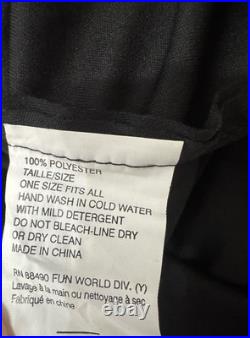 100% POLYESTER
TAILLE/SIZE
ONE SIZE FITS ALL
HAND WASH IN COLD WATER
WITH MILD DETERGENT
DO NOT BLEACH-LINE DRY
OR DRY CLEAN
MADE IN CHINA
RN 88490 FUN WORLD DIV. (Y)
Lavaye à la main ou nettoyage à sec
Fabriqué en chine.